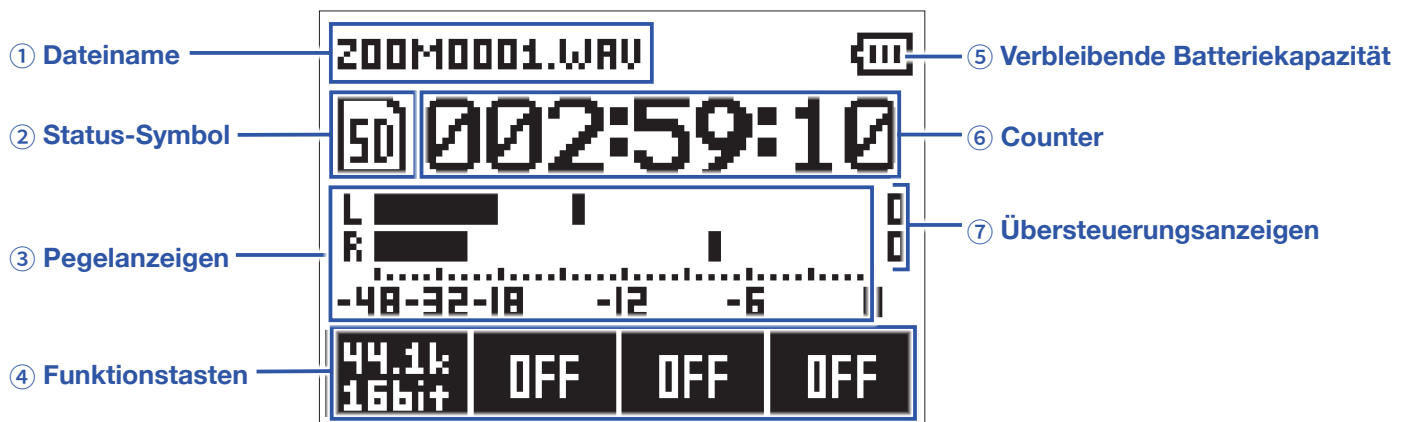 ① Dateiname
ZOOM0001.WAV
⑤ Verbleibende Batteriekapazität
② Status-Symbol
SD
002:59:10
⑥ Counter
③ Pegelanzeigen
L
R
-48-32-18 -12 -6 0
⑦ Übersteuerungsanzeigen
④ Funktionstasten
44.1k
16bit
OFF OFF OFF